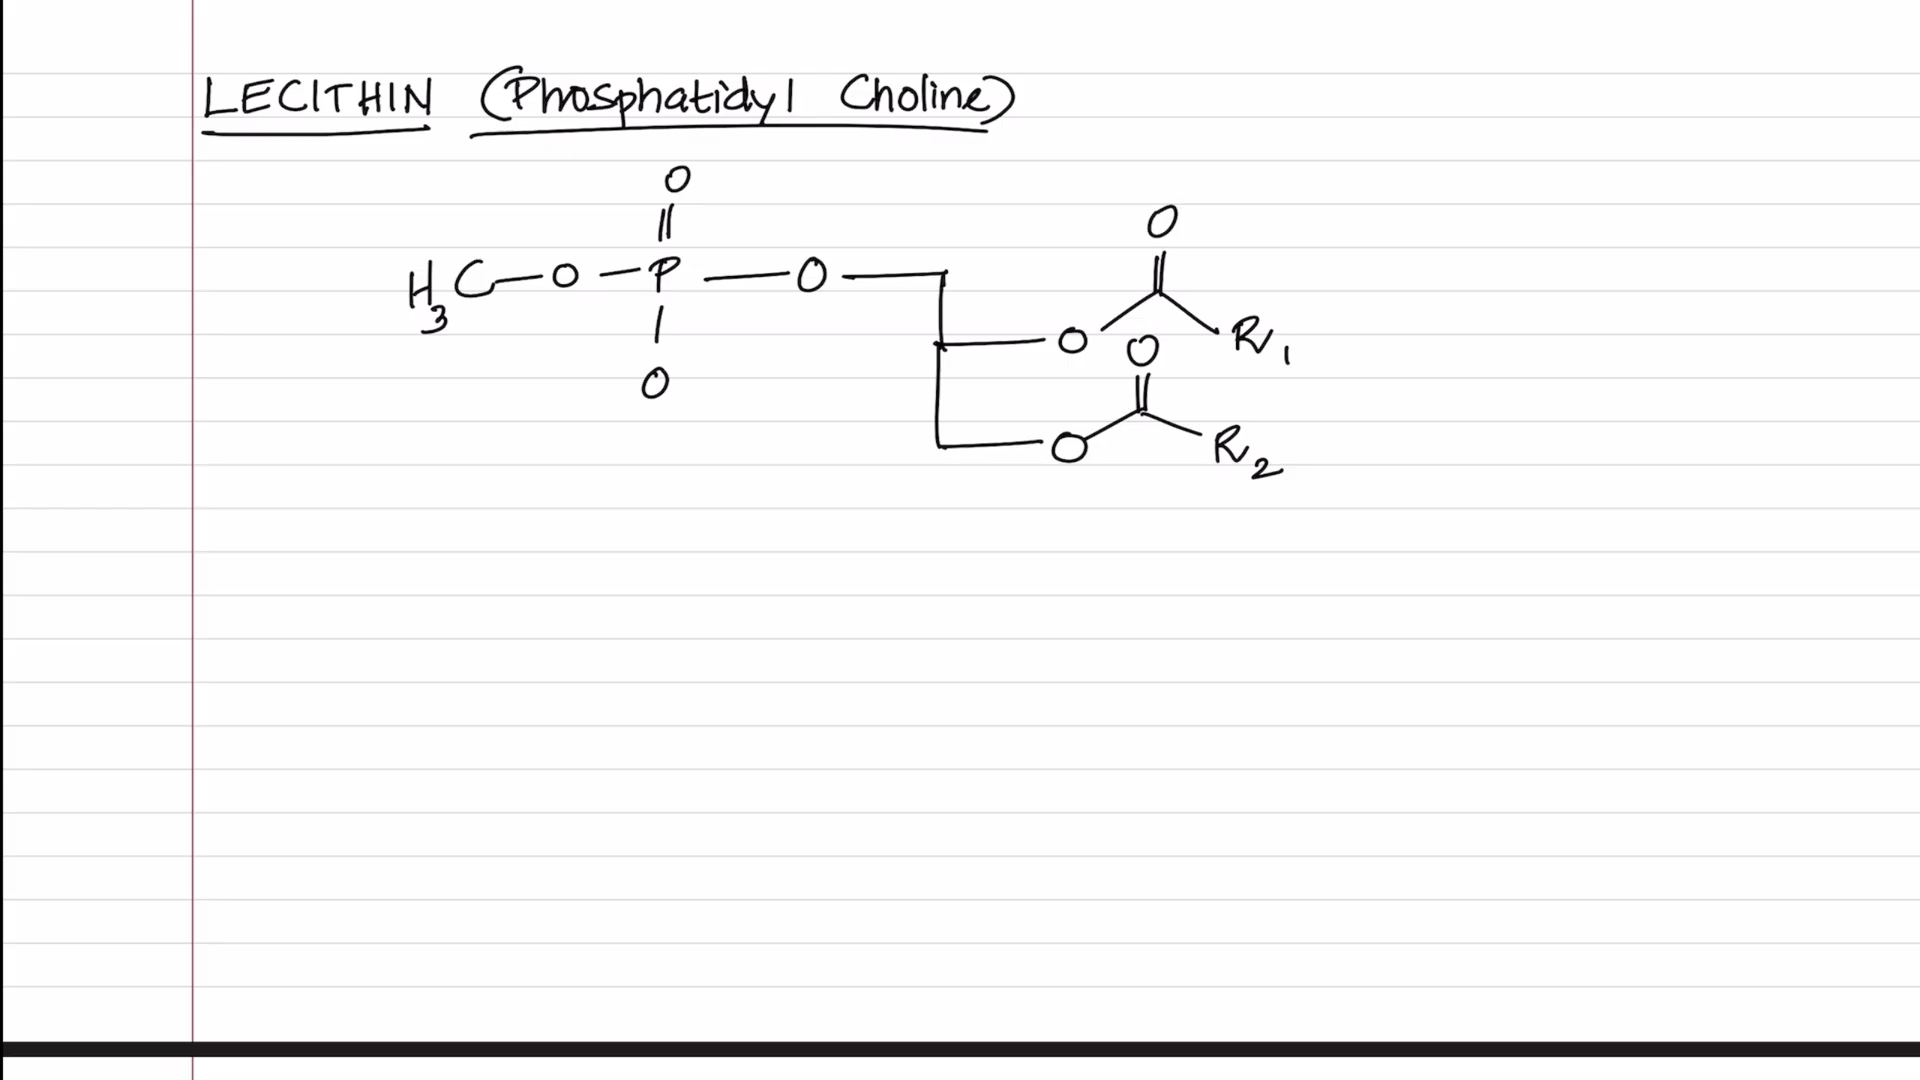 LECITHIN (Phosphatidyl Choline)
O
O
H3C-O-P-O
O R1
O
O
O R2